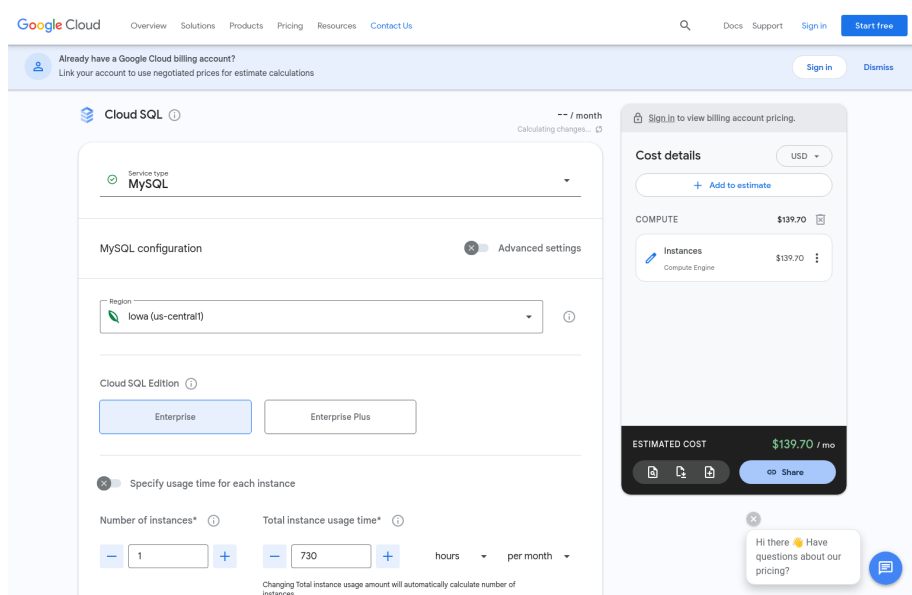 Google Cloud
Overview Solutions Products Pricing Resources Contact Us
Docs Support Sign in Start free
Already have a Google Cloud billing account?
Link your account to use negotiated prices for estimate calculations
Sign in Dismiss
Cloud SQL
-- / month
Calculating changes...
Service type
MySQL
MySQL configuration
Advanced settings
Region
Iowa (us-central1)
Cloud SQL Edition
Enterprise Enterprise Plus
Specify usage time for each instance
Number of instances* Total instance usage time*
1 730 hours per month
Changing Total instance usage amount will automatically calculate number of
instances
Sign in to view billing account pricing.
Cost details USD
Add to estimate
COMPUTE $139.70
Instances
Compute Engine
$139.70
ESTIMATED COST $139.70 / mo
Share
Hi there 👋 Have
questions about our
pricing?